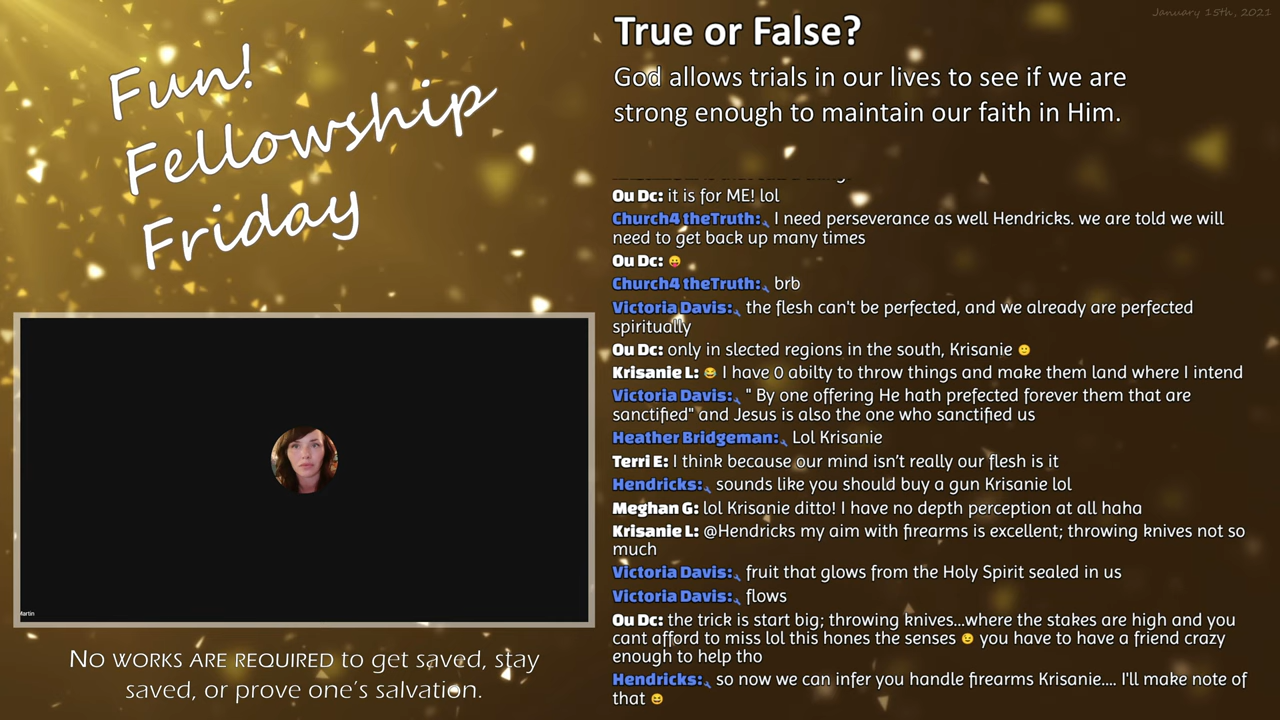 January 15th, 2021
Fun!
Fellowship
Friday
True or False?
God allows trials in our lives to see if we are
strong enough to maintain our faith in Him.
Ou Dc: it is for ME! lol
Church4 theTruth: I need perseverance as well Hendricks. we are told we will
need to get back up many times
Ou Dc: 😛
Church4 theTruth: brb
Victoria Davis: the flesh can't be perfected, and we already are perfected
spiritually
Ou Dc: only in slected regions in the south, Krisanie 🙂
Krisanie L: 😂 I have 0 abilty to throw things and make them land where I intend
Victoria Davis: " By one offering He hath prefected forever them that are
sanctified" and Jesus is also the one who sanctified us
Heather Bridgeman: Lol Krisanie
Terri E: I think because our mind isn't really our flesh is it
Hendricks: sounds like you should buy a gun Krisanie lol
Meghan G: lol Krisanie ditto! I have no depth perception at all haha
Krisanie L: @Hendricks my aim with firearms is excellent; throwing knives not so
much
Victoria Davis: fruit that glows from the Holy Spirit sealed in us
Victoria Davis: flows
Ou Dc: the trick is start big; throwing knives...where the stakes are high and you
cant afford to miss lol this hones the senses 😉 you have to have a friend crazy
enough to help tho
Hendricks: so now we can infer you handle firearms Krisanie.... I'll make note of
that 😆
Martin
NO WORKS ARE REQUIRED to get saved, stay
saved, or prove one's salvation.